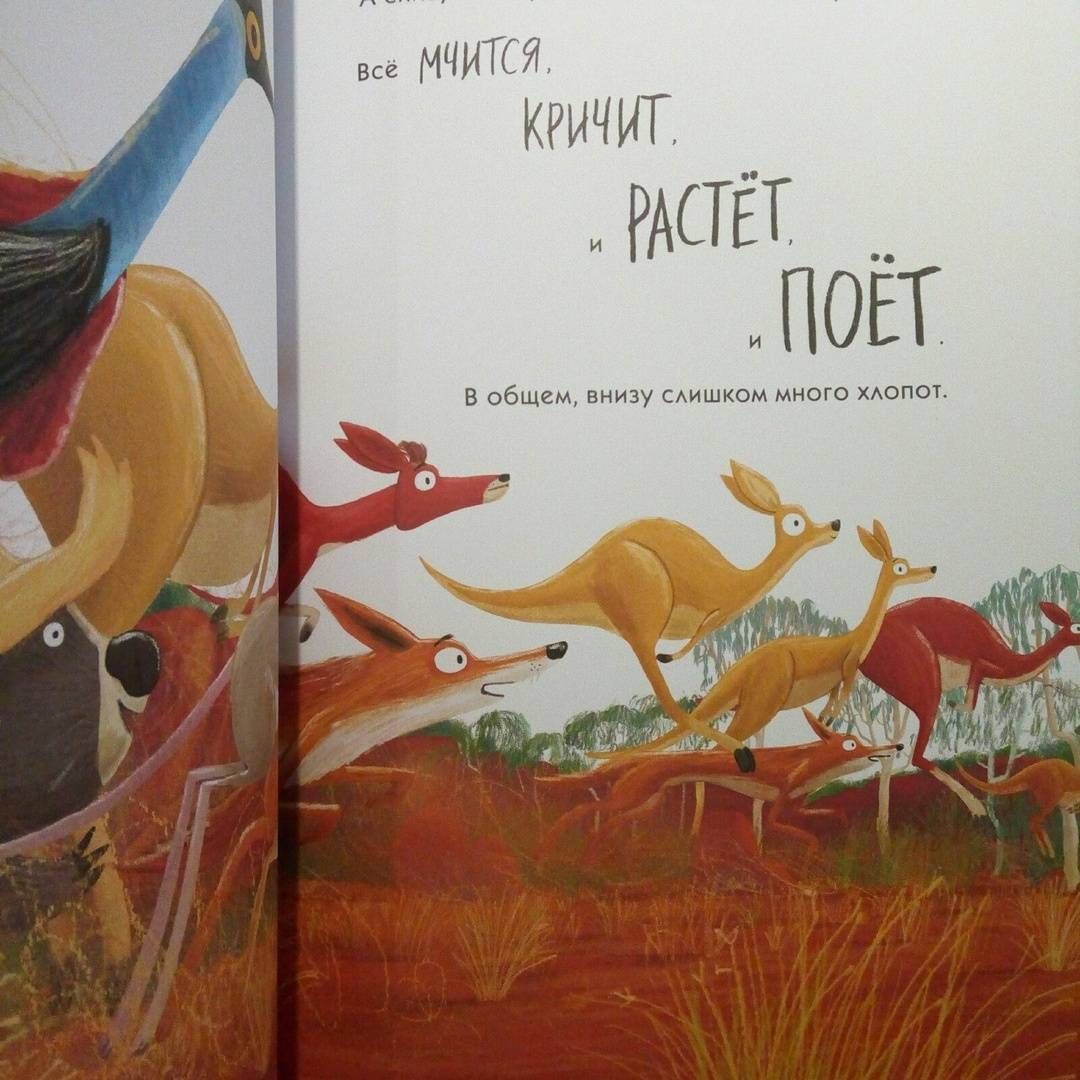 всё МЧИТСЯ,
КРИЧИТ,
и РАСТЁТ,
и ПОЁТ.
В общем, внизу слишком много хлопот.